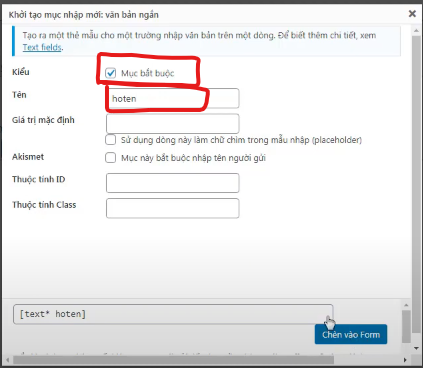 Khởi tạo mục nhập mới: văn bản ngắn
Tạo ra một thẻ mẫu cho một trường nhập văn bản trên một dòng. Để biết thêm chi tiết, xem
Text fields.
Kiểu
Mục bắt buộc
Tên
hoten
Giá trị mặc định
Sử dụng dòng này làm chữ chìm trong mẫu nhập (placeholder)
Akismet
Mục này bắt buộc nhập tên người gửi
Thuộc tính ID
Thuộc tính Class
[text* hoten]
Chèn vào Form